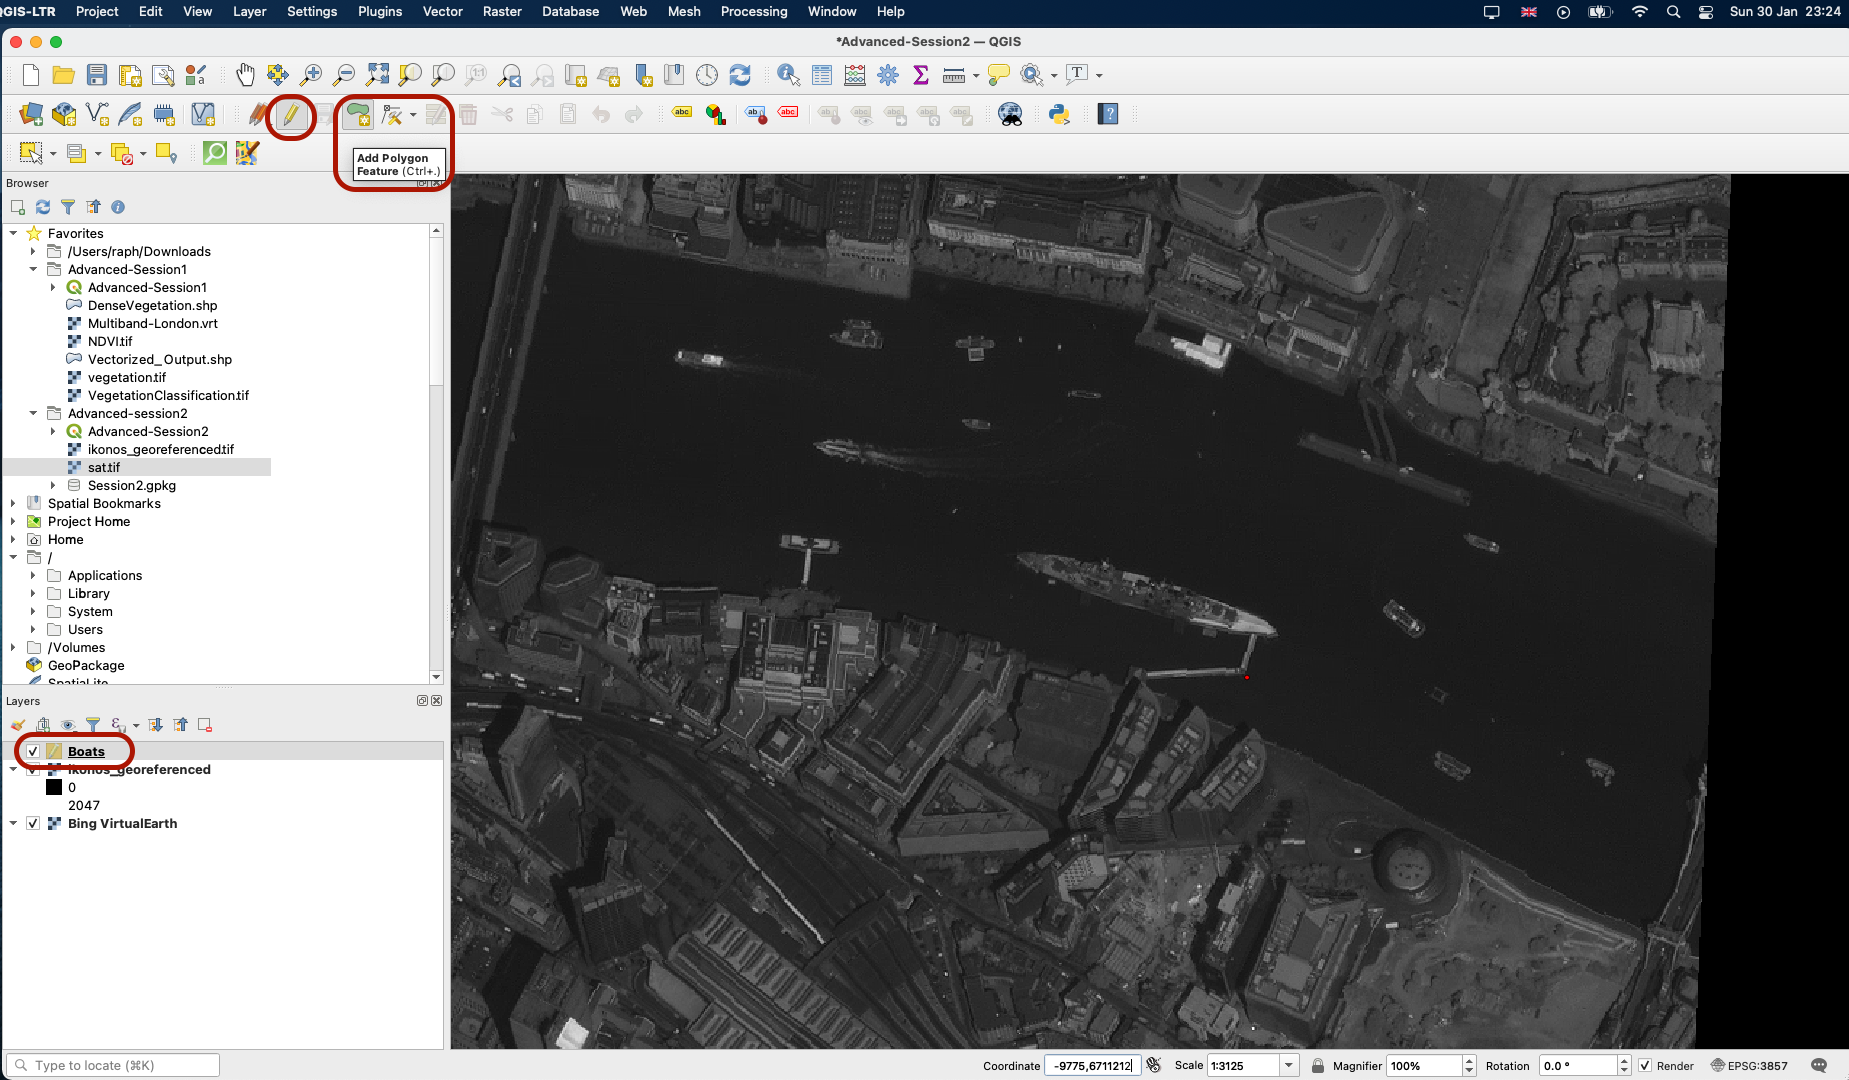 QGIS-LTR Project Edit View Layer Settings Plugins Vector Raster Database Web Mesh Processing Window Help Sun 30 Jan 23:24
*Advanced-Session2 — QGIS
Add Polygon
Feature (Ctrl+.)
Browser
Favorites
/Users/raph/Downloads
Advanced-Session1
Advanced-Session1
DenseVegetation.shp
Multiband-London.vrt
NDVI.tif
Vectorized_Output.shp
vegetation.tif
VegetationClassification.tif
Advanced-session2
Advanced-Session2
ikonos_georeferenced.tif
sat.tif
Session2.gpkg
Spatial Bookmarks
Project Home
Home
/
Applications
Library
System
Users
/Volumes
GeoPackage
SpatiaLite
Layers
Boats
ikonos_georeferenced
0
2047
Bing VirtualEarth
Type to locate (⌘K) Coordinate -9775,6711212 Scale 1:3125 Magnifier 100% Rotation 0.0 ° Render EPSG:3857